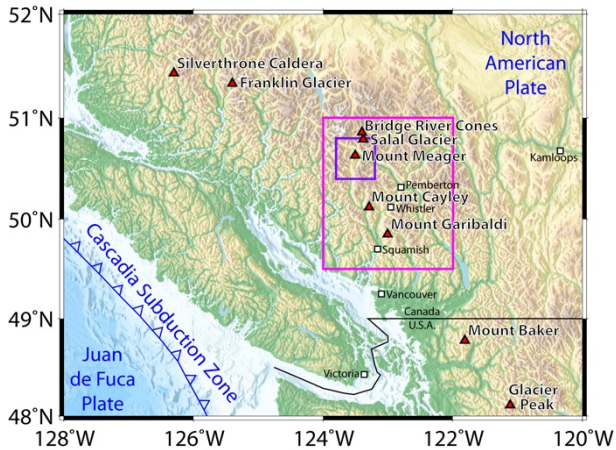 52°N
51°N
50°N
49°N
48°N
128°W
126°W
124°W
122°W
120°W
North
American
Plate
Silverthrone Caldera
Franklin Glacier
Bridge River Cones
Salal Glacier
Mount Meager
Kamloops
Pemberton
Mount Cayley
Whistler
Mount Garibaldi
Squamish
Cascadia Subduction Zone
Vancouver
Canada
U.S.A.
Mount Baker
Juan
de Fuca
Plate
Victoria
Glacier
Peak